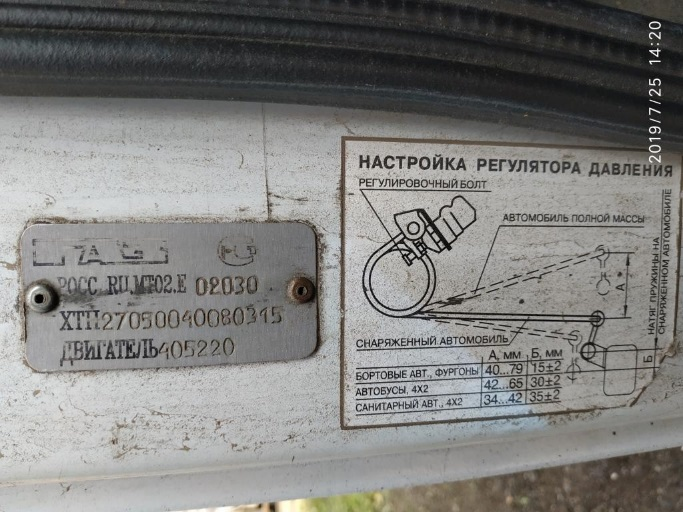 2019/7/25 14:20
ГАЗ
РОСС. RU.МТ02.Е 02030
ХТН27050040080315
ДВИГАТЕЛЬ405220
НАСТРОЙКА РЕГУЛЯТОРА ДАВЛЕНИЯ
РЕГУЛИРОВОЧНЫЙ БОЛТ
АВТОМОБИЛЬ ПОЛНОЙ МАССЫ
СНАРЯЖЕННЫЙ АВТОМОБИЛЬ
НАТЯГ ПРУЖИНЫ НА
СНАРЯЖЕННОМ АВТОМОБИЛЕ
А
Б
А, мм Б, мм
БОРТОВЫЕ АВТ., ФУРГОНЫ 40...79 15±2
АВТОБУСЫ, 4Х2 42...65 30±2
САНИТАРНЫЙ АВТ., 4Х2 34...42 35±2